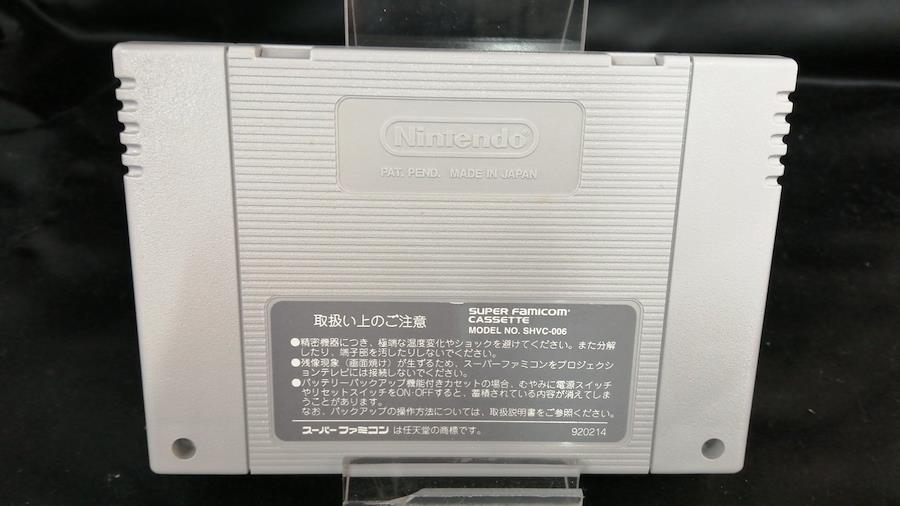 Nintendo
PAT. PEND. MADE IN JAPAN
取扱い上のご注意
SUPER FAMICOM
CASSETTE
MODEL NO. SHVC-006
●精密機器につき、極端な温度変化やショックを避けてください。また分解
したり、端子部を汚したりしないでください。
●残像現象（画面焼け）が生ずるため、スーパーファミコンをプロジェクシ
ョンテレビには接続しないでください。
●バッテリーバックアップ機能付きカセットの場合、むやみに電源スイッチ
やリセットスイッチをON·OFFすると、蓄積されている内容が消えてしま
うことがあります。
なお、バックアップの操作方法については、取扱説明書をご参照ください。
スーパーファミコンは任天堂の商標です。
920214